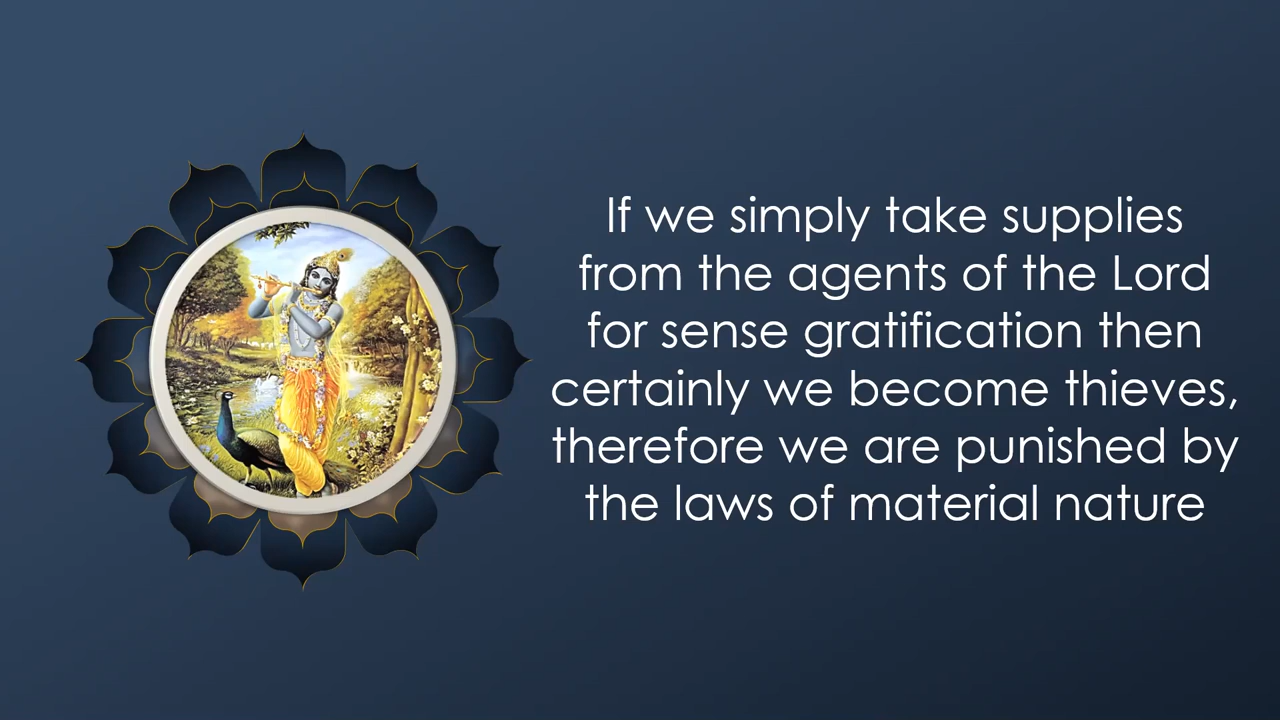 If we simply take supplies
from the agents of the Lord
for sense gratification then
certainly we become thieves,
therefore we are punished by
the laws of material nature